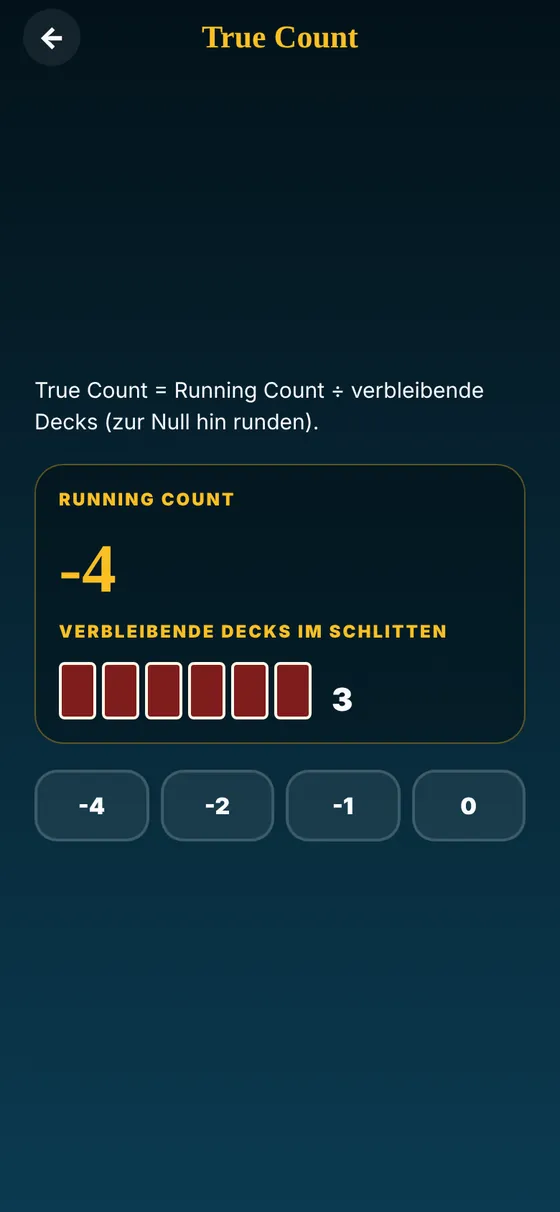 True Count
True Count = Running Count ÷ verbleibende
Decks (zur Null hin runden).
RUNNING COUNT
-4
VERBLEIBENDE DECKS IM SCHLITTEN
3
-4 -2 -1 0